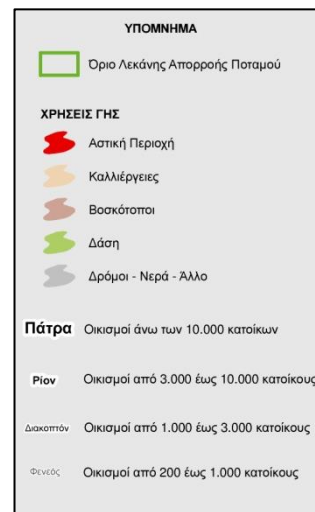 ΥΠΟΜΝΗΜΑ
Όριο Λεκάνης Απορροής Ποταμού
ΧΡΗΣΕΙΣ ΓΗΣ
Αστική Περιοχή
Καλλιέργειες
Βοσκότοποι
Δάση
Δρόμοι - Νερά - Άλλο
Πάτρα Οικισμοί άνω των 10.000 κατοίκων
Ρίον Οικισμοί από 3.000 έως 10.000 κατοίκους
Διακοπτόν Οικισμοί από 1.000 έως 3.000 κατοίκους
Φενεός Οικισμοί από 200 έως 1.000 κατοίκους